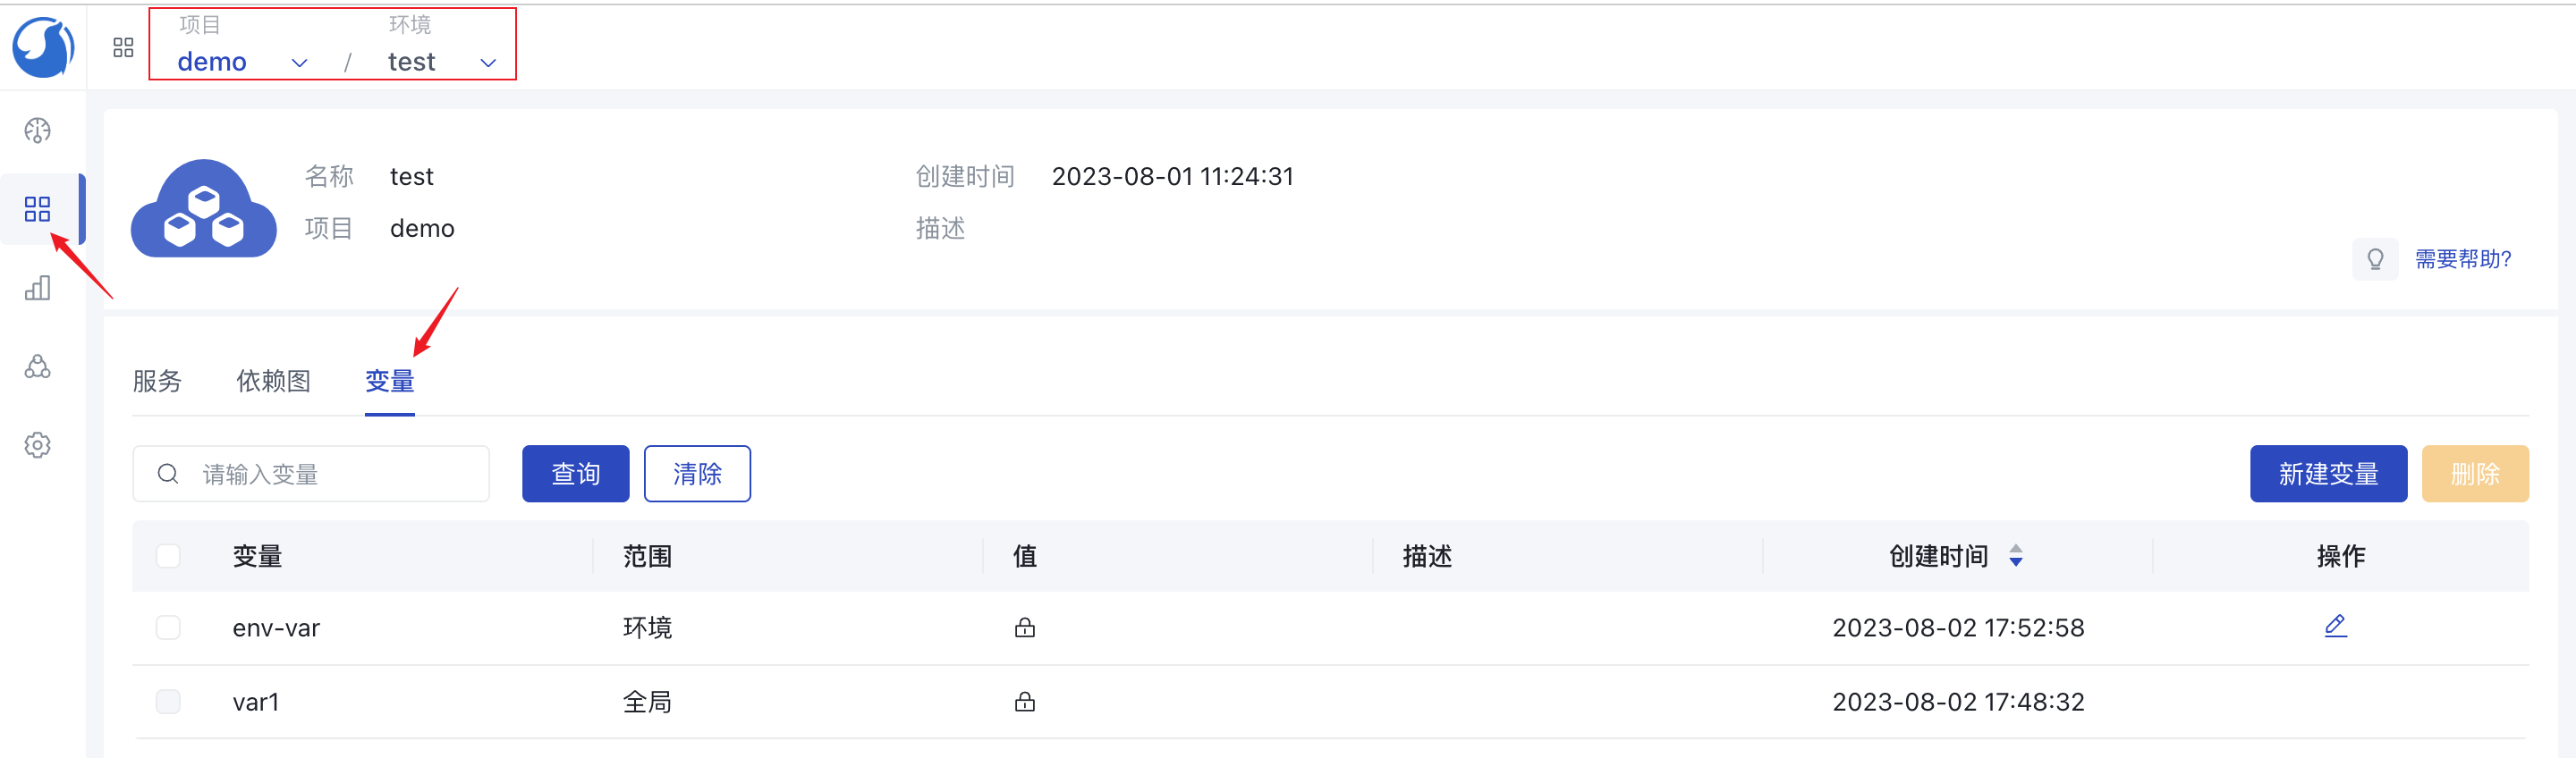 项目 环境
demo / test
名称 test 创建时间 2023-08-01 11:24:31
项目 demo 描述
需要帮助?
服务 依赖图 变量
请输入变量 查询 清除 新建变量 删除
变量 范围 值 描述 创建时间 操作
env-var 环境 2023-08-02 17:52:58
var1 全局 2023-08-02 17:48:32